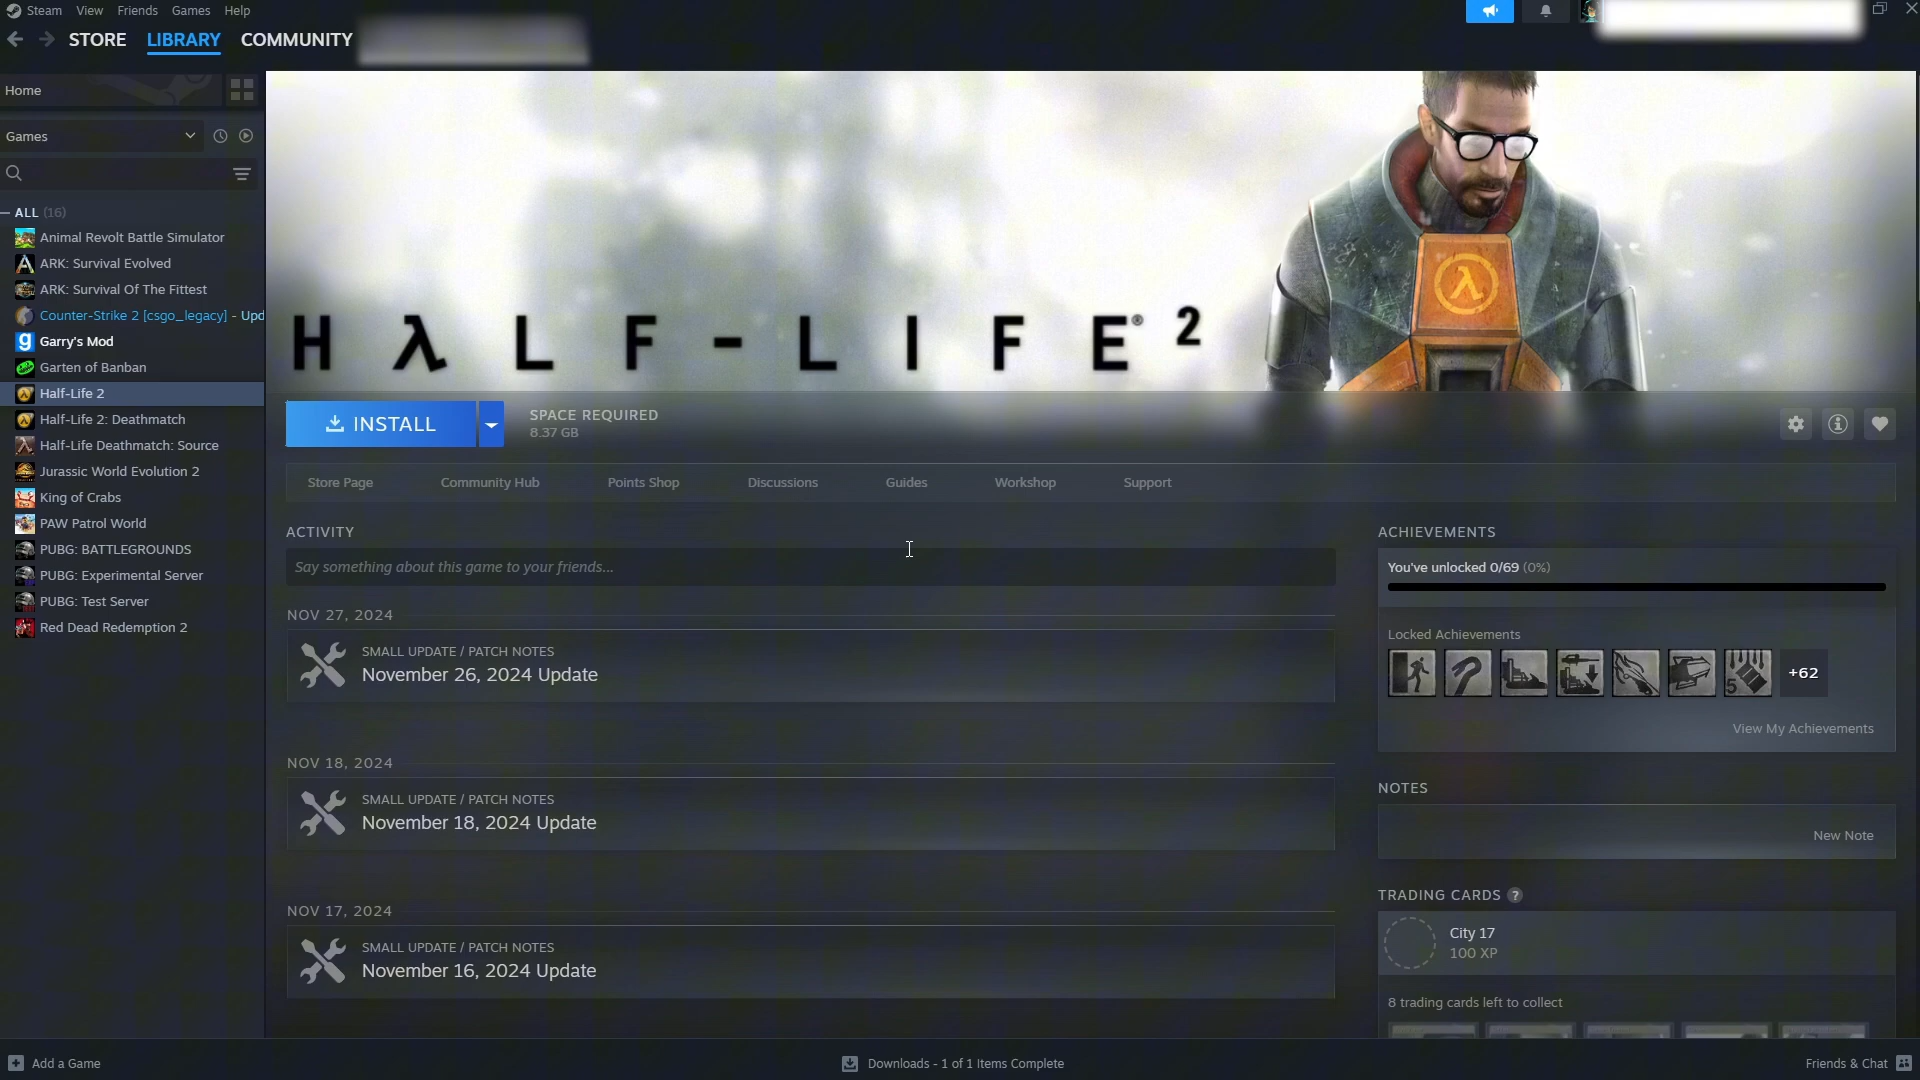 Steam View Friends Games Help
STORE LIBRARY COMMUNITY
Home
Games
ALL (16)
Animal Revolt Battle Simulator
ARK: Survival Evolved
ARK: Survival Of The Fittest
Counter-Strike 2 [csgo_legacy] - Upd
Garry's Mod
Garten of Banban
Half-Life 2
Half-Life 2: Deathmatch
Half-Life Deathmatch: Source
Jurassic World Evolution 2
King of Crabs
PAW Patrol World
PUBG: BATTLEGROUNDS
PUBG: Experimental Server
PUBG: Test Server
Red Dead Redemption 2
HλLF-LIFE® 2
INSTALL
SPACE REQUIRED
8.37 GB
Store Page Community Hub Points Shop Discussions Guides Workshop Support
ACTIVITY
Say something about this game to your friends...
NOV 27, 2024
SMALL UPDATE / PATCH NOTES
November 26, 2024 Update
NOV 18, 2024
SMALL UPDATE / PATCH NOTES
November 18, 2024 Update
NOV 17, 2024
SMALL UPDATE / PATCH NOTES
November 16, 2024 Update
ACHIEVEMENTS
You've unlocked 0/69 (0%)
Locked Achievements
5
+62
View My Achievements
NOTES
New Note
TRADING CARDS ?
City 17
100 XP
8 trading cards left to collect
Add a Game
Downloads - 1 of 1 Items Complete
Friends & Chat